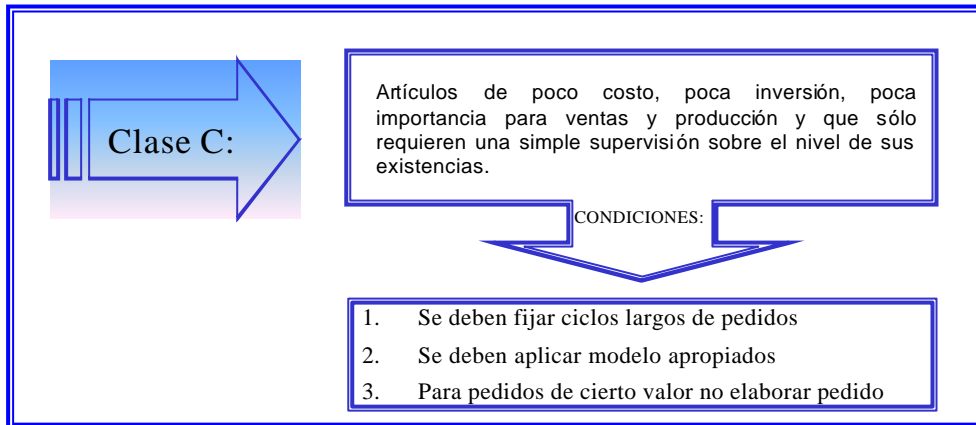 Clase C:
Artículos de poco costo, poca inversión, poca
importancia para ventas y producción y que sólo
requieren una simple supervisión sobre el nivel de sus
existencias.
CONDICIONES:
1. Se deben fijar ciclos largos de pedidos
2. Se deben aplicar modelo apropiados
3. Para pedidos de cierto valor no elaborar pedido